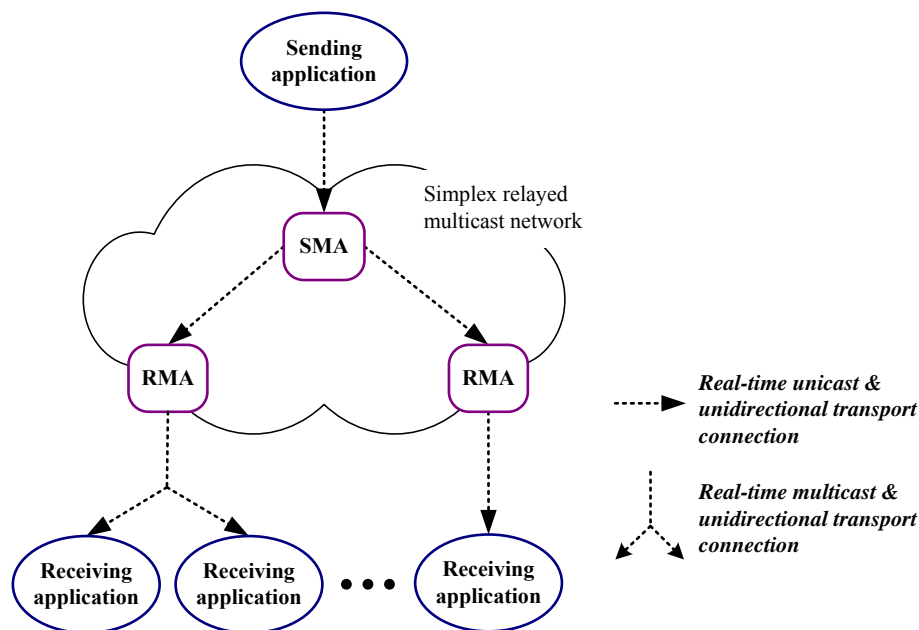 Sending
application
Simplex relayed
multicast network
SMA
RMA
RMA
Real-time unicast &
unidirectional transport
connection
Real-time multicast &
unidirectional transport
connection
Receiving
application
Receiving
application
Receiving
application